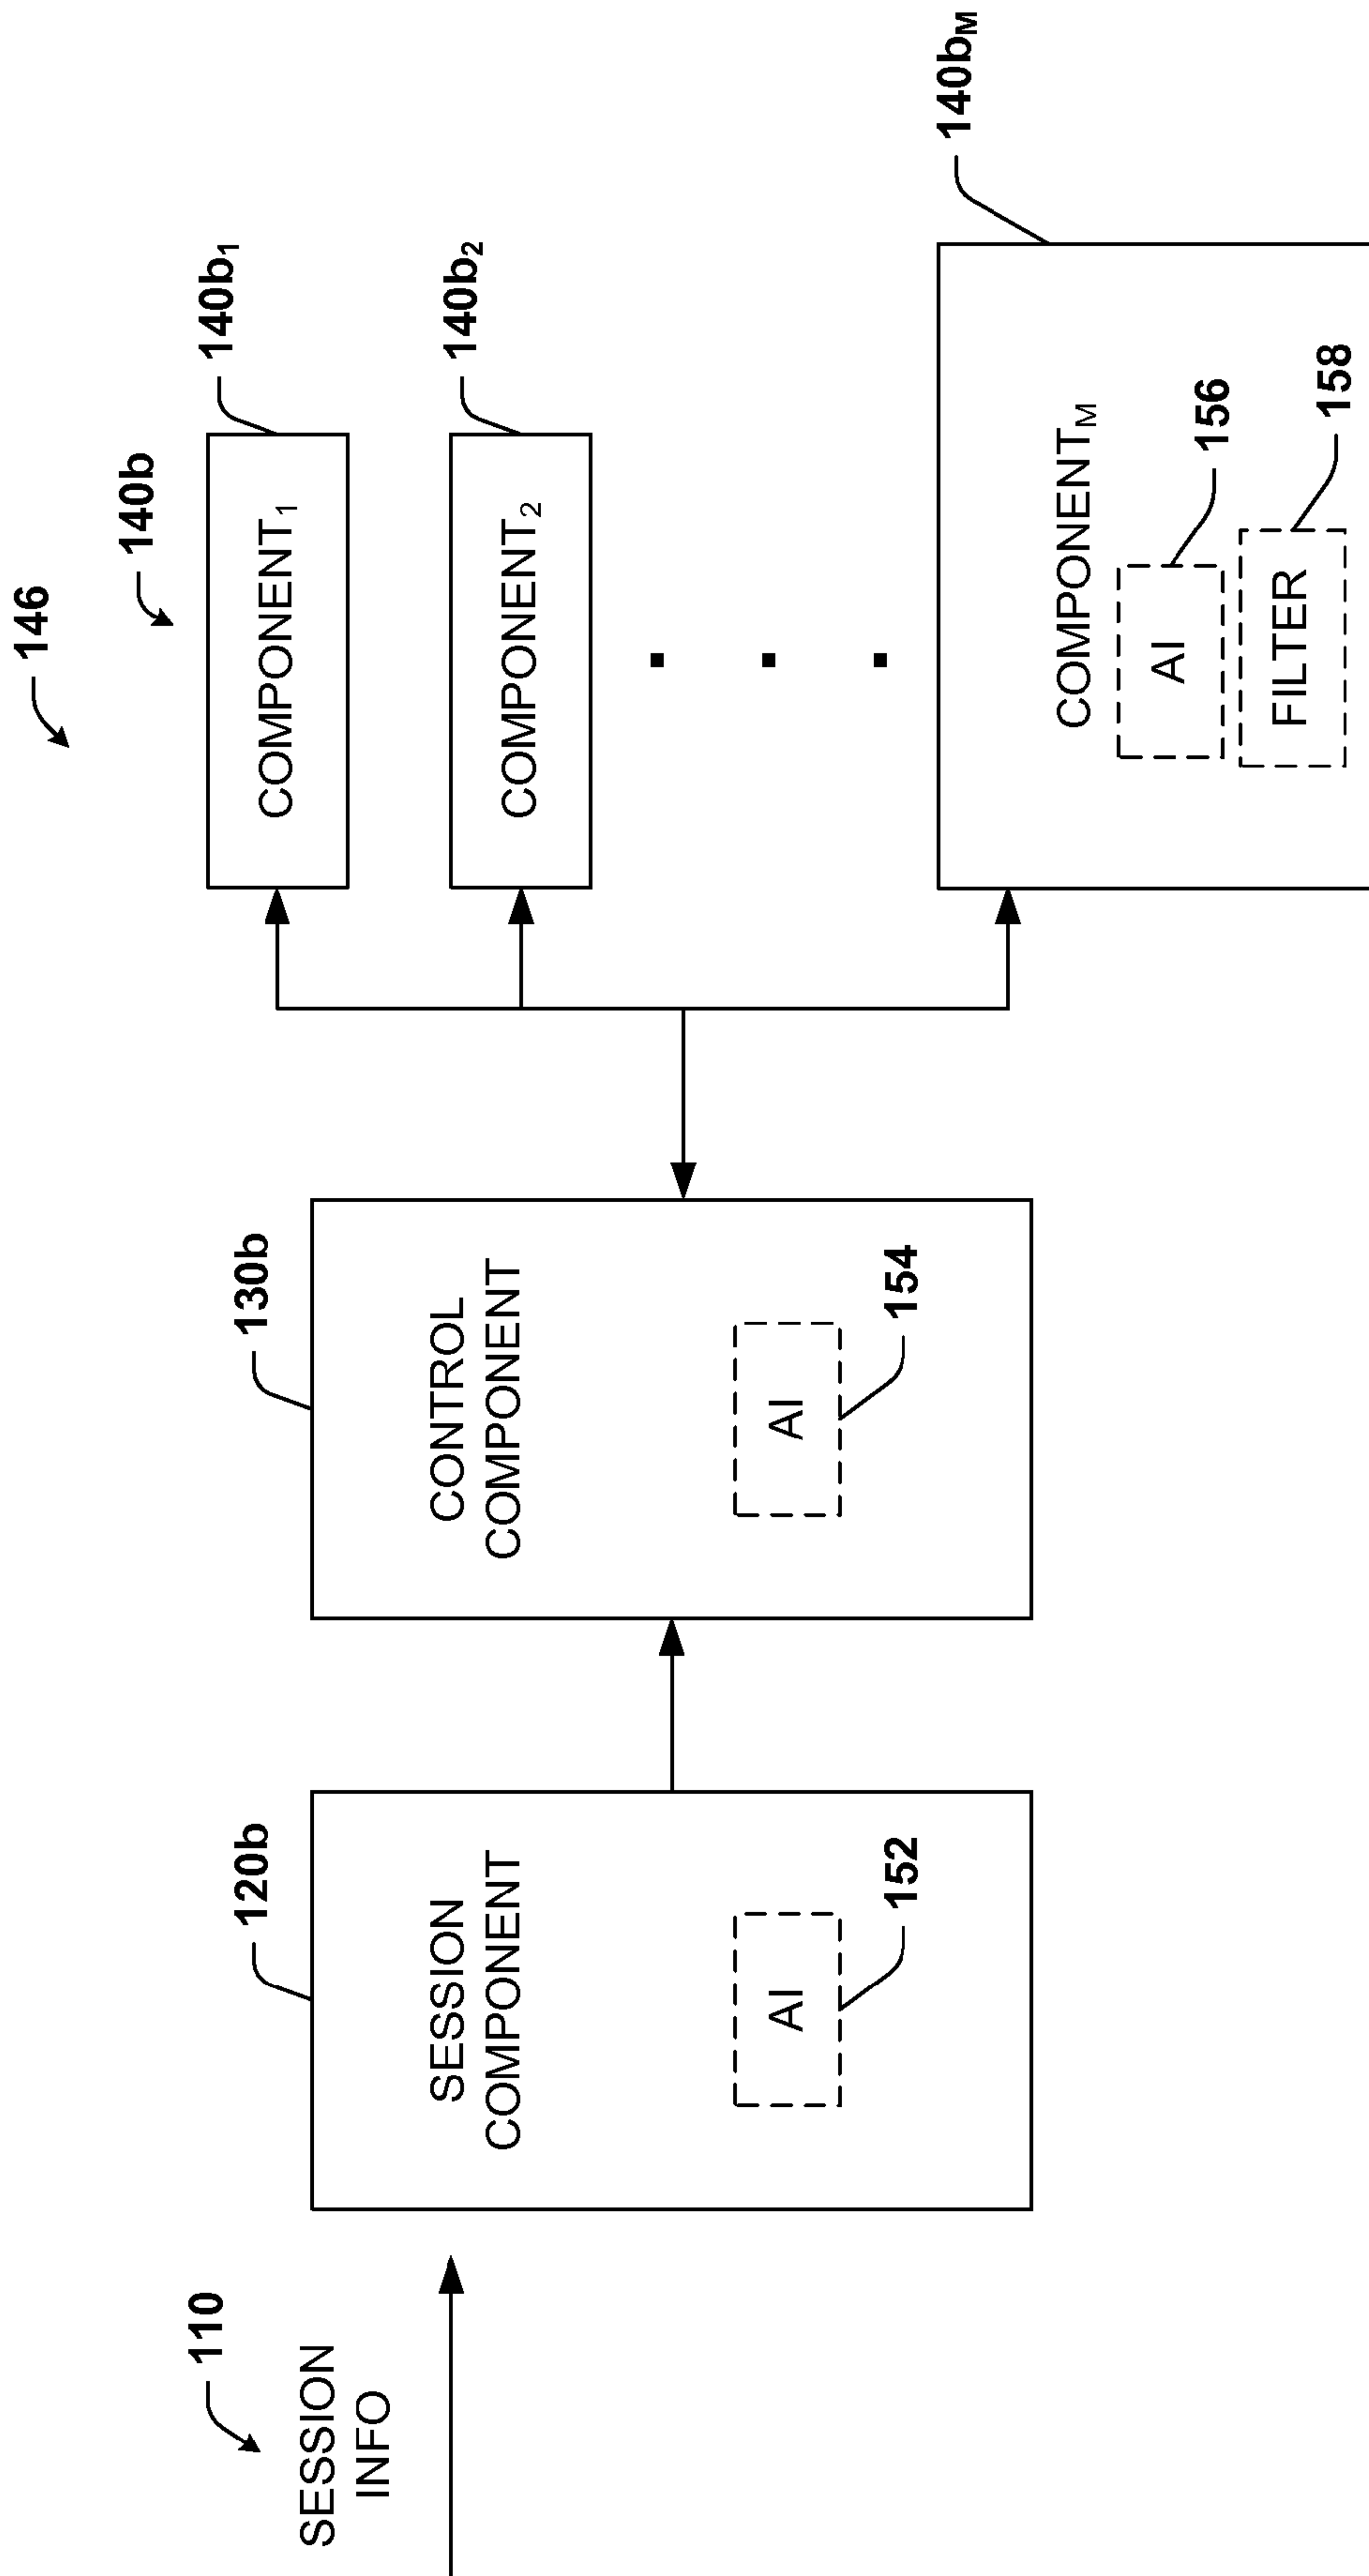 146
140b
COMPONENT₁
140b₁
COMPONENT₂
140b₂
110
SESSION
INFO
120b
SESSION
COMPONENT
AI
152
130b
CONTROL
COMPONENT
AI
154
140bM
COMPONENTM
AI
156
FILTER
158